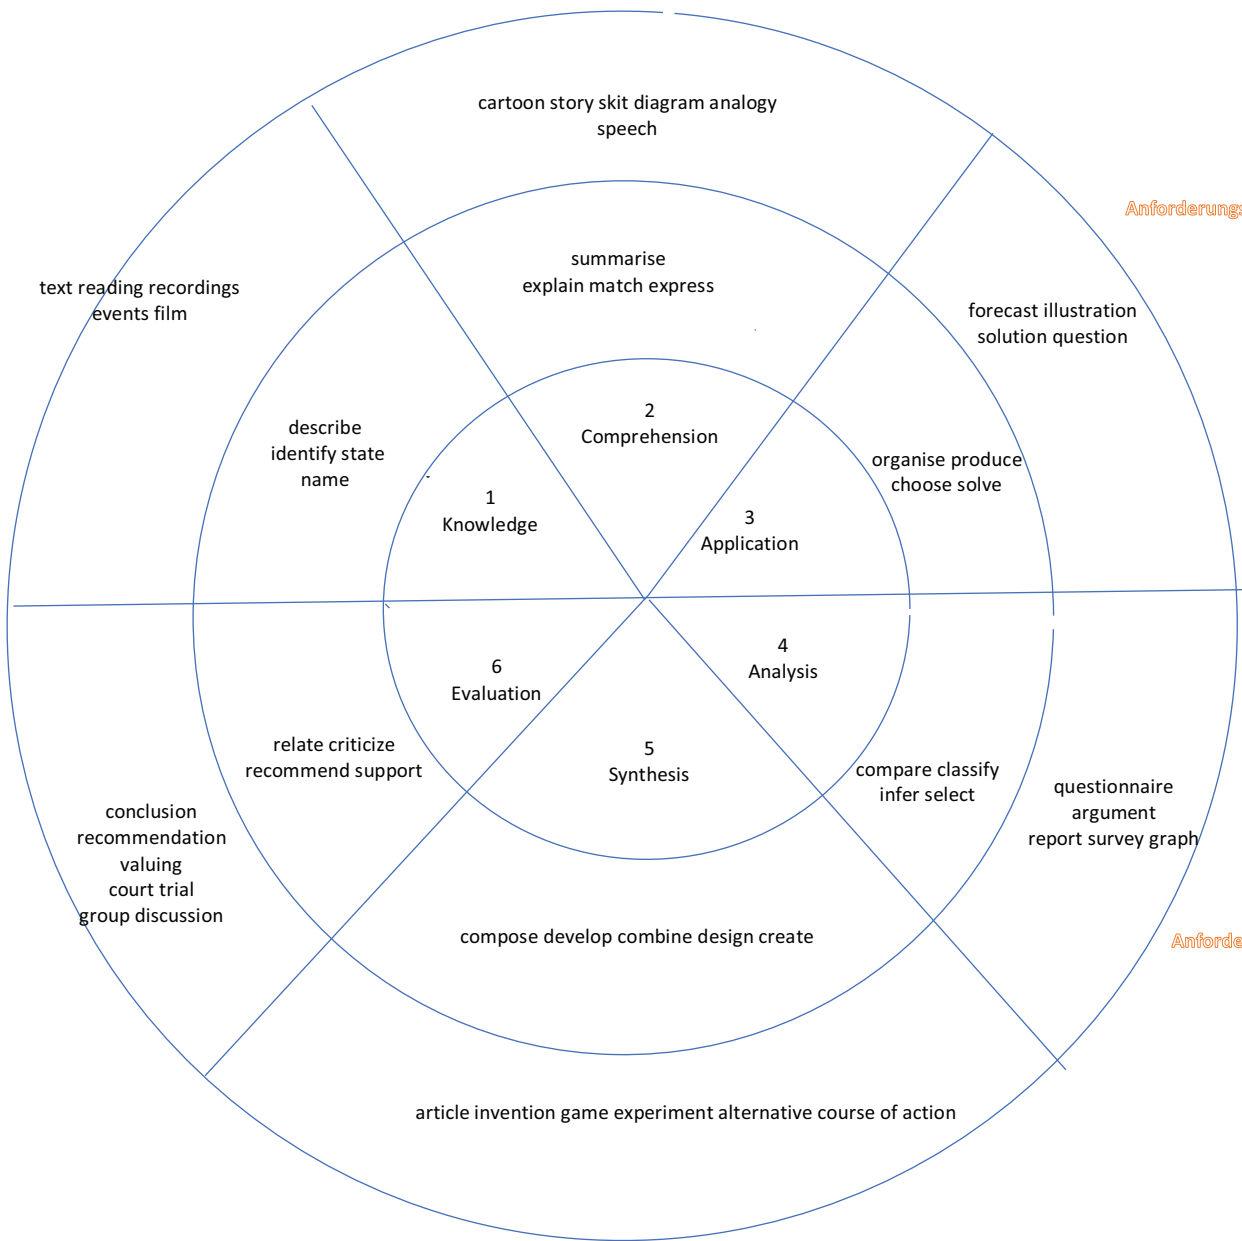 cartoon story skit diagram analogy
speech
Anforderungs
summarise
explain match express
text reading recordings
events film
forecast illustration
solution question
2
Comprehension
describe
identify state
name
organise produce
choose solve
1
Knowledge
3
Application
4
Analysis
6
Evaluation
5
Synthesis
relate criticize
recommend support
compare classify
infer select
questionnaire
argument
report survey graph
conclusion
recommendation
valuing
court trial
group discussion
compose develop combine design create
Anforde
article invention game experiment alternative course of action